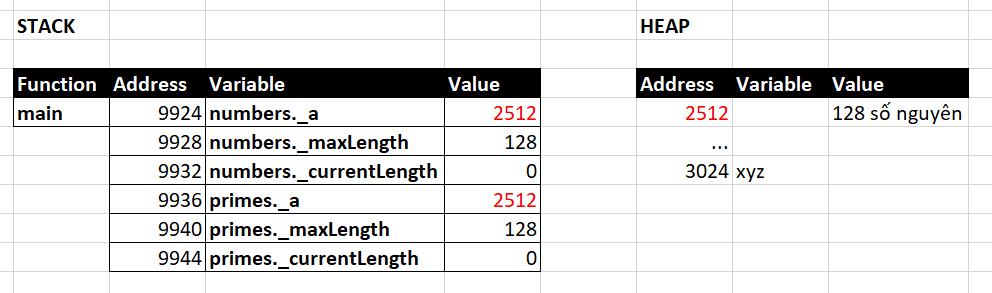 STACK HEAP
Function Address Variable Value Address Variable Value
main 9924 numbers._a 2512 2512 128 số nguyên
9928 numbers._maxLength 128 ...
9932 numbers._currentLength 0 3024 xyz
9936 primes._a 2512
9940 primes._maxLength 128
9944 primes._currentLength 0